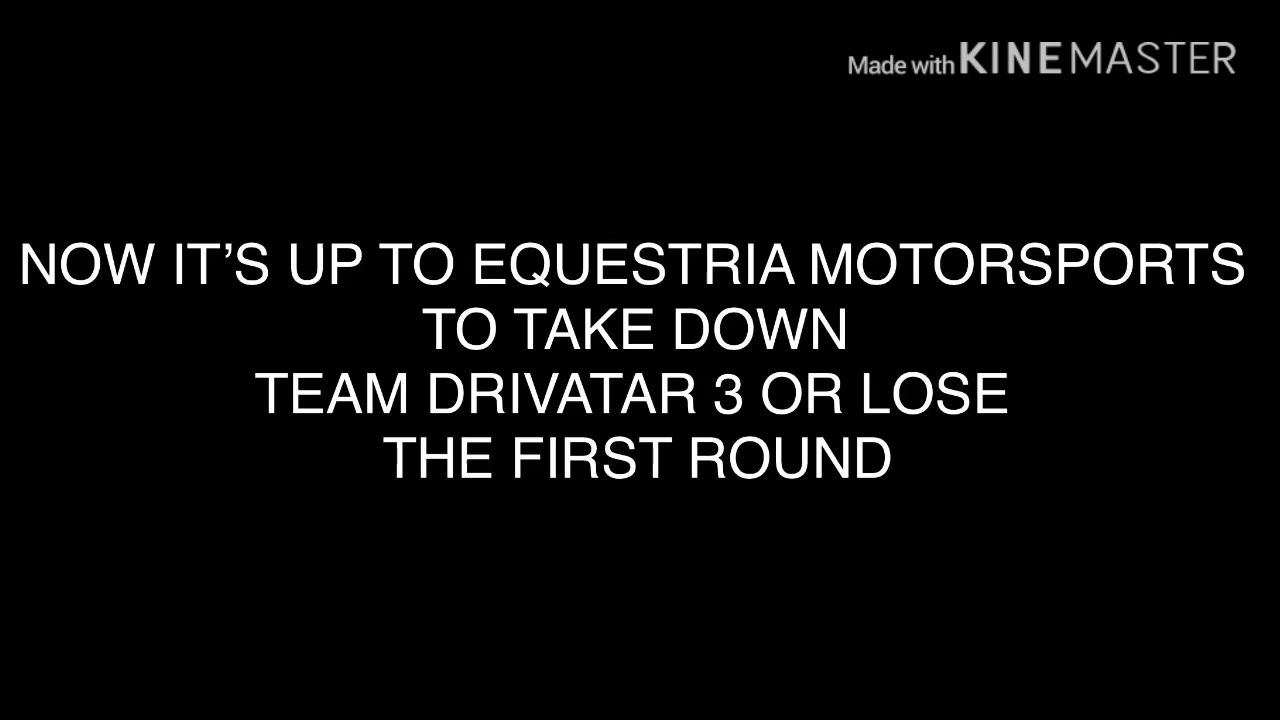 Made with KINEMASTER
NOW IT’S UP TO EQUESTRIA MOTORSPORTS
TO TAKE DOWN
TEAM DRIVATAR 3 OR LOSE
THE FIRST ROUND